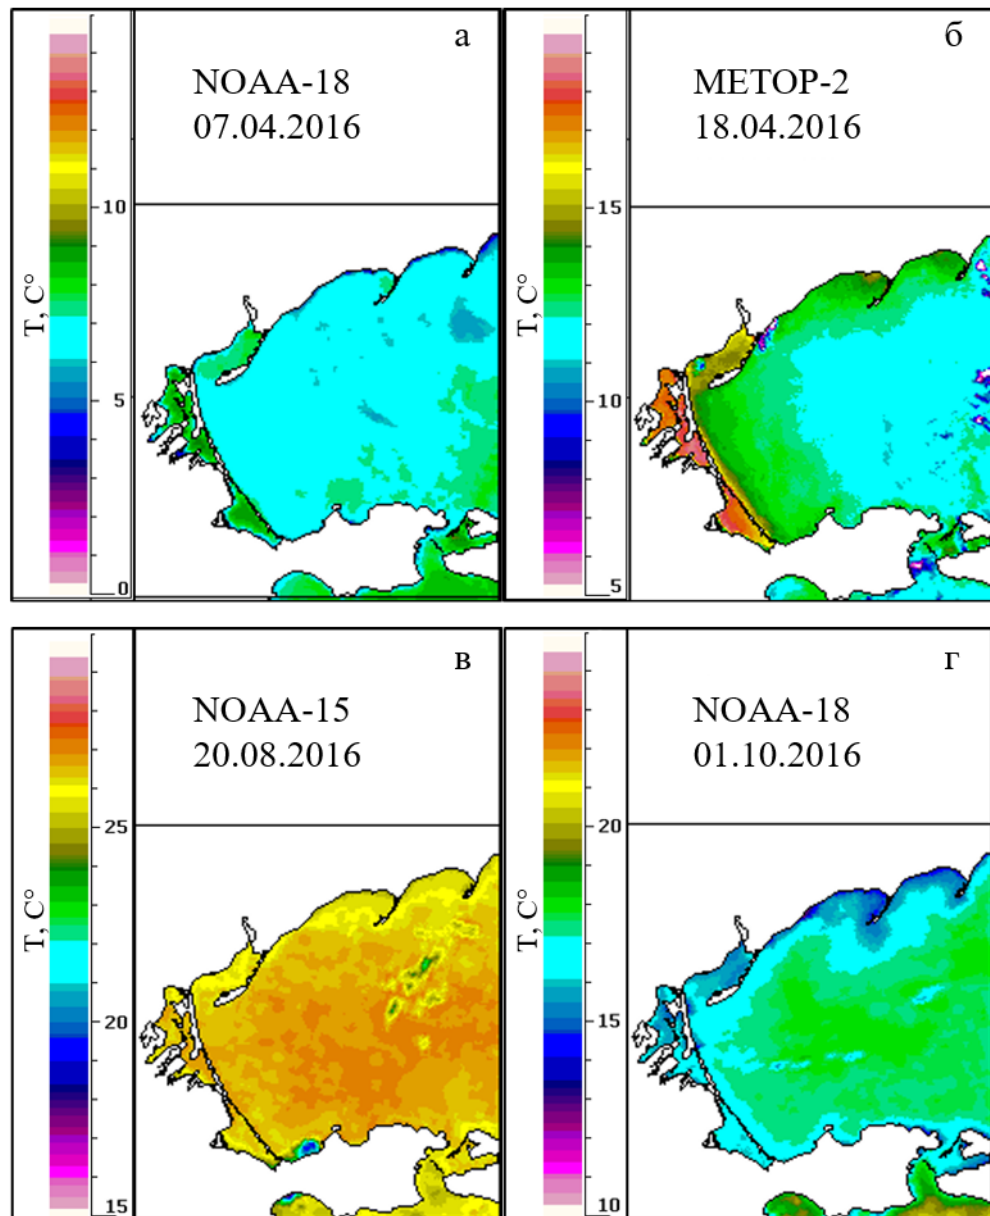 а
NOAA-18
07.04.2016
10
5
0
T, C°
б
METOP-2
18.04.2016
15
10
5
T, C°
в
NOAA-15
20.08.2016
25
20
15
T, C°
г
NOAA-18
01.10.2016
20
15
10
T, C°